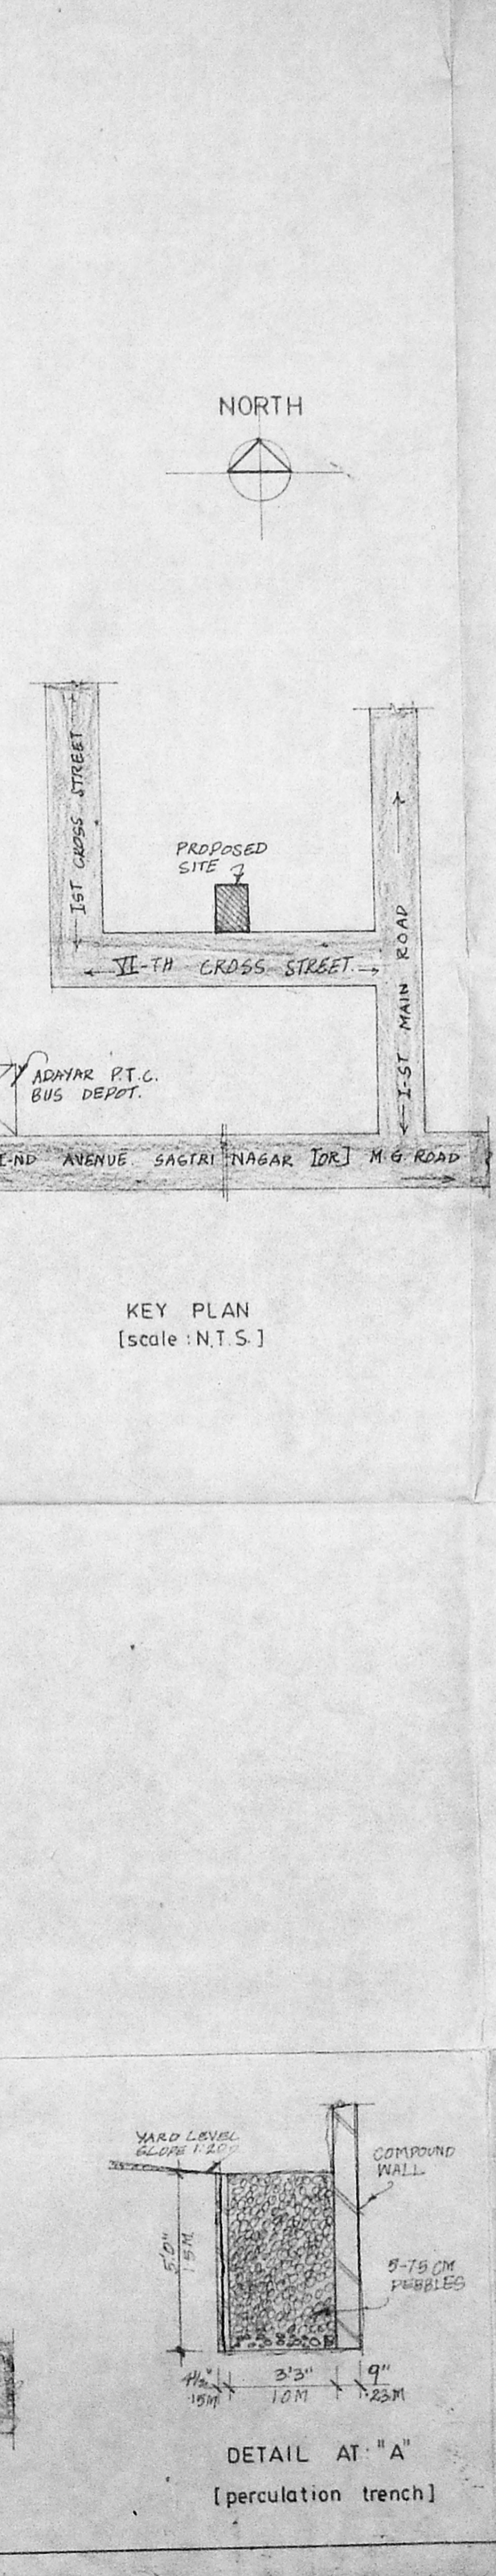 NORTH
IST CROSS STREET
PROPOSED
SITE
VI-TH CROSS STREET
I-ST MAIN ROAD
ADAYAR P.T.C.
BUS DEPOT.
I-ND AVENUE SASTRI NAGAR [OR] M.G. ROAD
KEY PLAN
[scale : N.T.S.]
YARD LEVEL
SLOPE 1:200
COMPOUND
WALL
5'0"
1.5M
5-7.5 CM
PEBBLES
4½" 3'3" 9"
.15M 1.0M .23M
DETAIL AT "A"
[perculation trench]